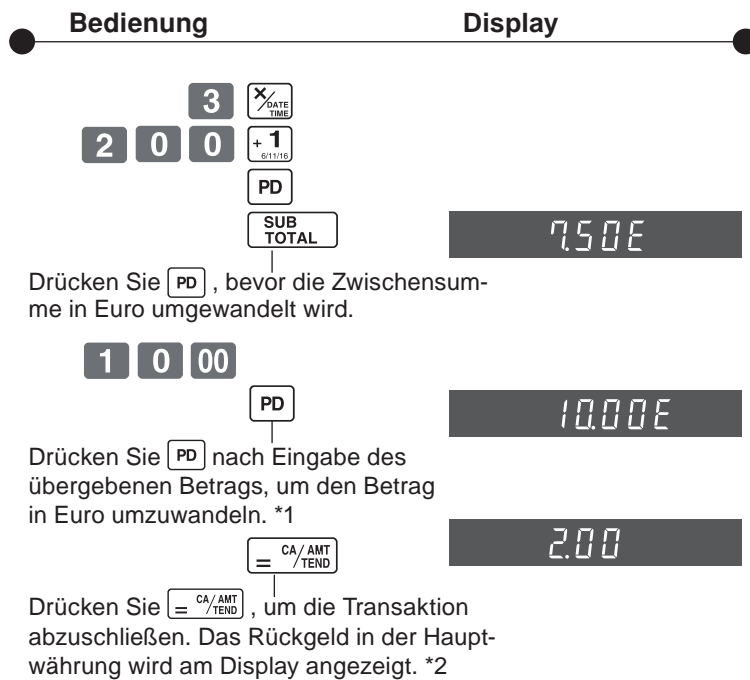 Bedienung Display
3 ×/DATE TIME
2 0 0 + 1 6/11/16
PD
SUB TOTAL 7.50E
Drücken Sie PD , bevor die Zwischensum-
me in Euro umgewandelt wird.
1 0 00
PD 10.00E
Drücken Sie PD nach Eingabe des
übergebenen Betrags, um den Betrag
in Euro umzuwandeln. *1
= CA/AMT TEND 2.00
Drücken Sie = CA/AMT TEND , um die Transaktion
abzuschließen. Das Rückgeld in der Haupt-
währung wird am Display angezeigt. *2